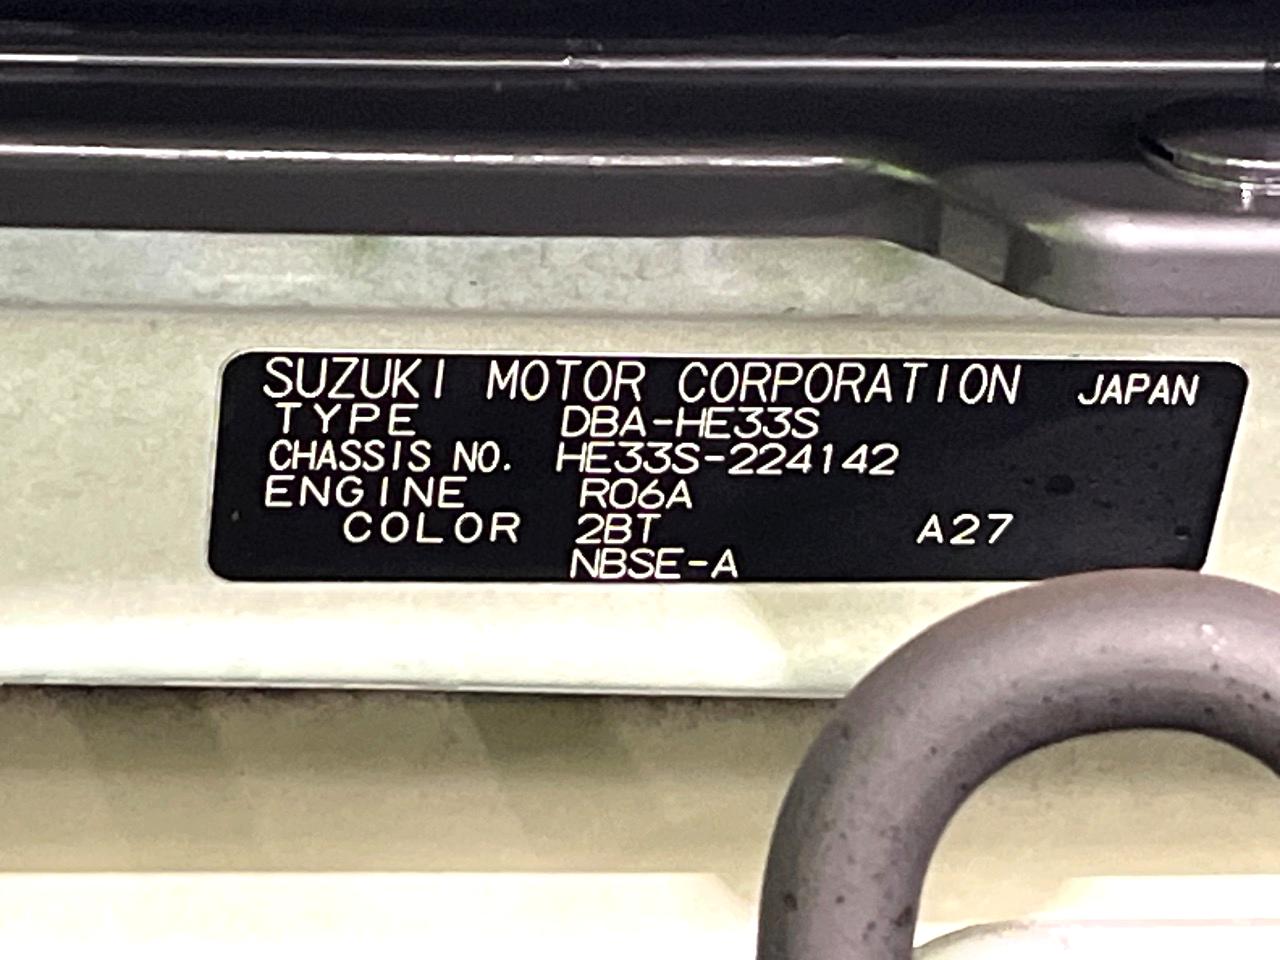 SUZUKI MOTOR CORPORATION JAPAN
TYPE DBA-HE33S
CHASSIS NO. HE33S-224142
ENGINE R06A
COLOR 2BT A27
NBSE-A